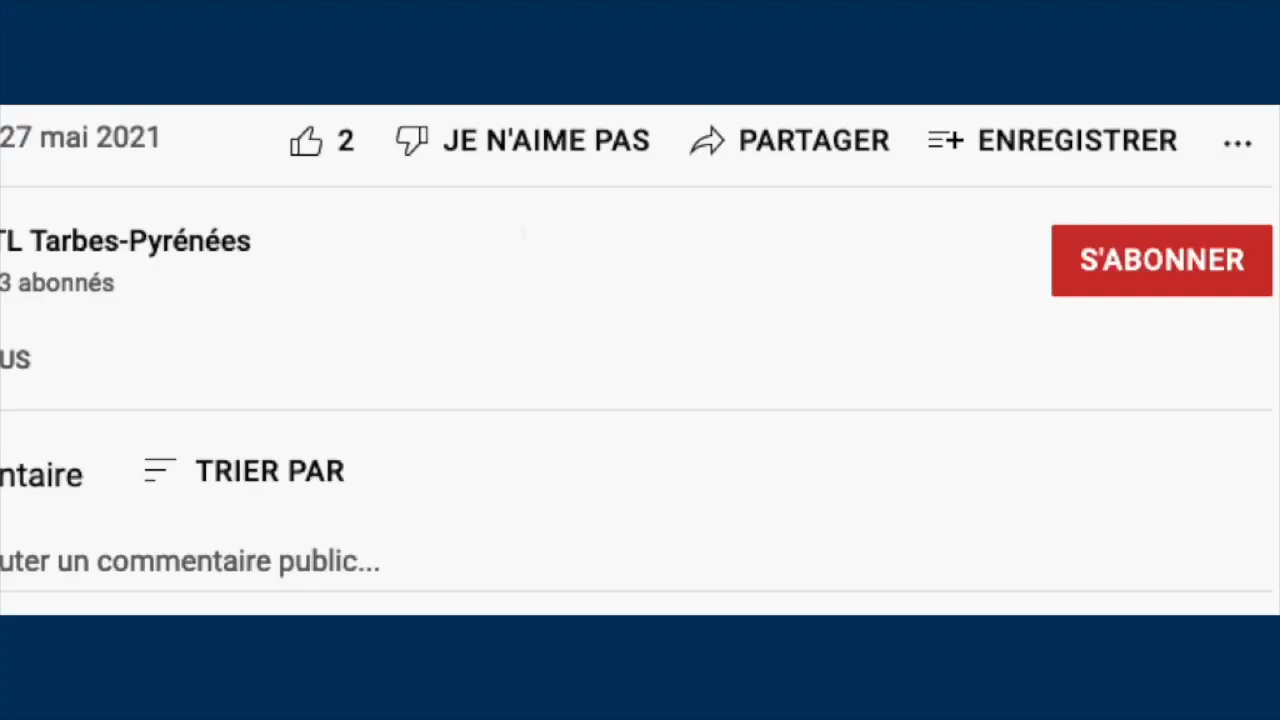 27 mai 2021 2 JE N'AIME PAS PARTAGER ENREGISTRER ...
TL Tarbes-Pyrénées
3 abonnés S'ABONNER
us
ntaire TRIER PAR
uter un commentaire public...